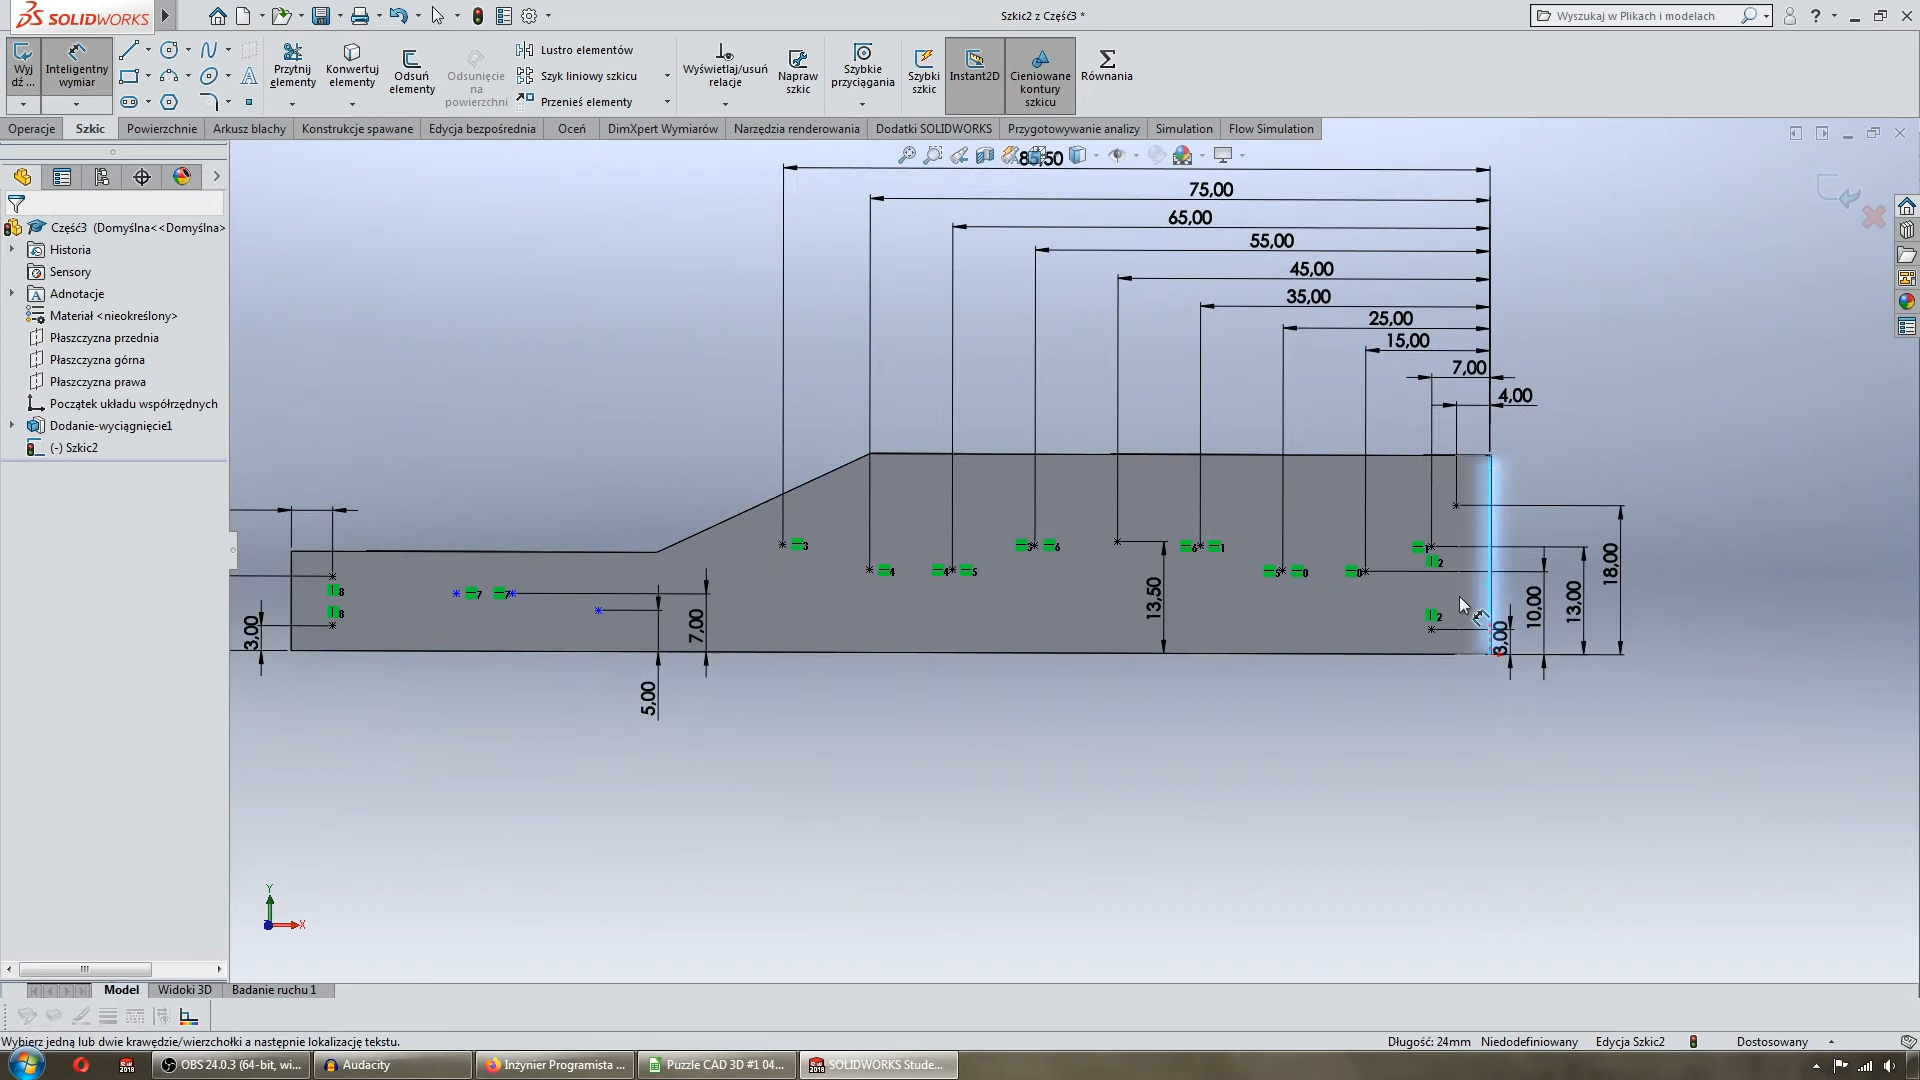 SOLIDWORKS
Szkic2 z Część3 *
Wyszukaj w Plikach i modelach
Wyj dź ...
Inteligentny wymiar
Przytnij elementy
Konwertuj elementy
Odsuń elementy
Odsunięcie na powierzchni
Lustro elementów
Szyk liniowy szkicu
Przenieś elementy
Wyświetlaj/usuń relacje
Napraw szkic
Szybkie przyciągania
Szybki szkic
Instant2D
Cieniowane kontury szkicu
Równania
Operacje
Szkic
Powierzchnie
Arkusz blachy
Konstrukcje spawane
Edycja bezpośrednia
Oceń
DimXpert Wymiarów
Narzędzia renderowania
Dodatki SOLIDWORKS
Przygotowywanie analizy
Simulation
Flow Simulation
Część3 (Domyślna<<Domyślna>
Historia
Sensory
Adnotacje
Materiał <nieokreślony>
Płaszczyzna przednia
Płaszczyzna górna
Płaszczyzna prawa
Początek układu współrzędnych
Dodanie-wyciągnięcie1
(-) Szkic2
85,50
75,00
65,00
55,00
45,00
35,00
25,00
15,00
7,00
4,00
18,00
13,00
10,00
3,00
13,50
7,00
5,00
3,00
Y
X
Model
Widoki 3D
Badanie ruchu 1
Wybierz jedną lub dwie krawędzie/wierzchołki a następnie lokalizację tekstu.
Długość: 24mm
Niedodefiniowany
Edycja Szkic2
Dostosowany
OBS 24.0.3 (64-bit, wi...
Audacity
Inżynier Programista ...
Puzzle CAD 3D #1 04...
SOLIDWORKS Stude...